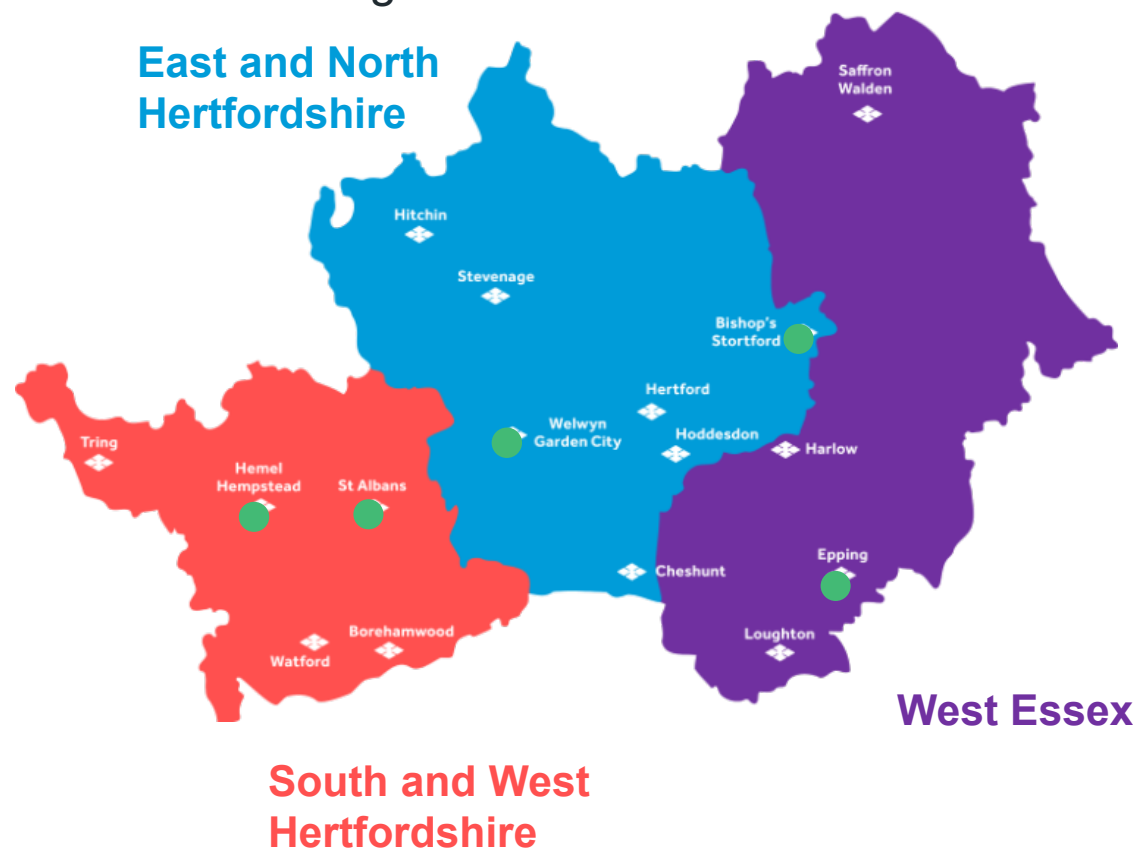 East and North
Hertfordshire
Saffron
Walden
Hitchin
Stevenage
Bishop's
Stortford
Hertford
Welwyn
Garden City
Hoddesdon
Harlow
Tring
Hemel
Hempstead
St Albans
Epping
Cheshunt
Borehamwood
Watford
Loughton
West Essex
South and West
Hertfordshire